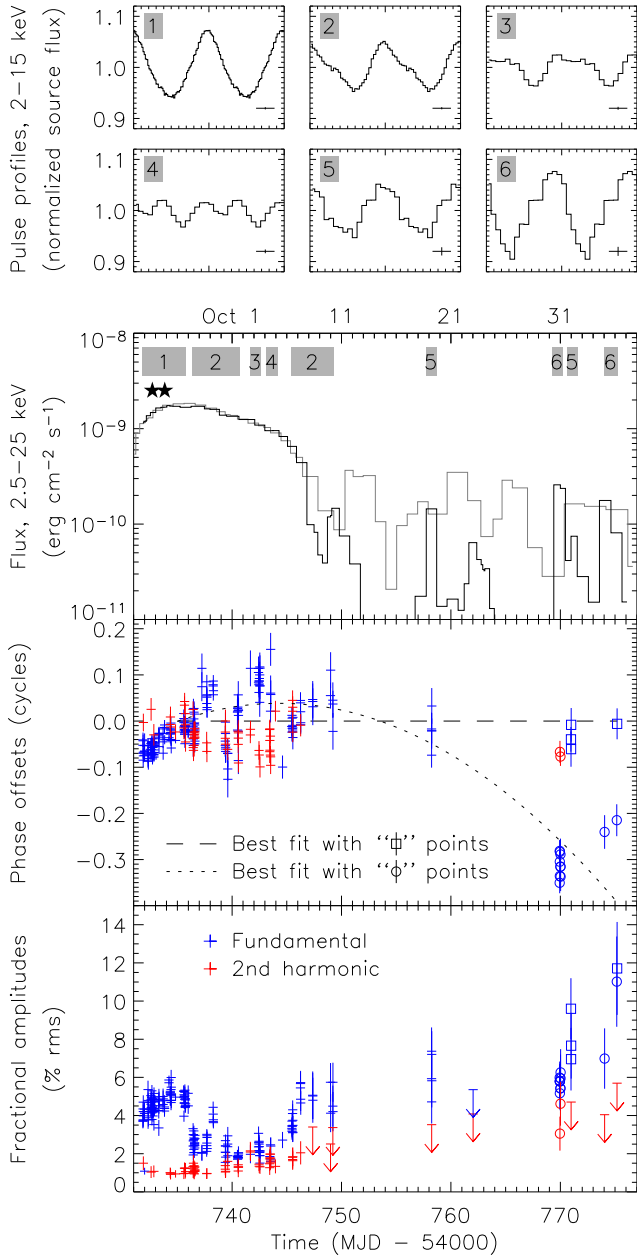 Pulse profiles, 2−15 keV
(normalized source flux)
1 2 3
1.1
1.0
0.9
4 5 6
1.1
1.0
0.9
Oct 1 11 21 31
Flux, 2.5−25 keV
(erg cm−2 s−1)
10−8
10−9
10−10
10−11
1 2 3 4 2 5 6 5 6
Phase offsets (cycles)
0.2
0.1
0.0
−0.1
−0.2
−0.3
Best fit with “□” points
Best fit with “○” points
Fractional amplitudes
(% rms)
14
12
10
8
6
4
2
0
Fundamental
2nd harmonic
740 750 760 770
Time (MJD − 54000)